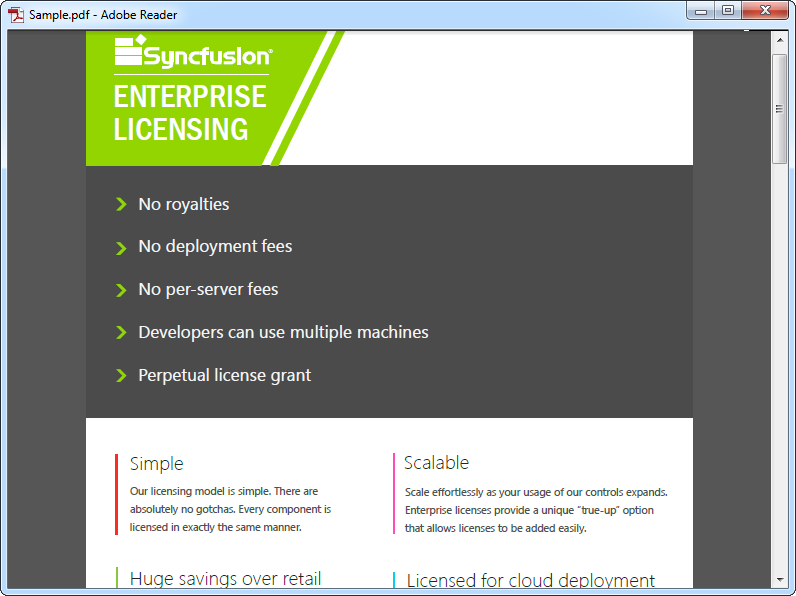 Sample.pdf - Adobe Reader
Syncfusion®
ENTERPRISE
LICENSING
No royalties
No deployment fees
No per-server fees
Developers can use multiple machines
Perpetual license grant
Simple
Our licensing model is simple. There are
absolutely no gotchas. Every component is
licensed in exactly the same manner.
Scalable
Scale effortlessly as your usage of our controls expands.
Enterprise licenses provide a unique “true-up” option
that allows licenses to be added easily.
Huge savings over retail
Licensed for cloud deployment